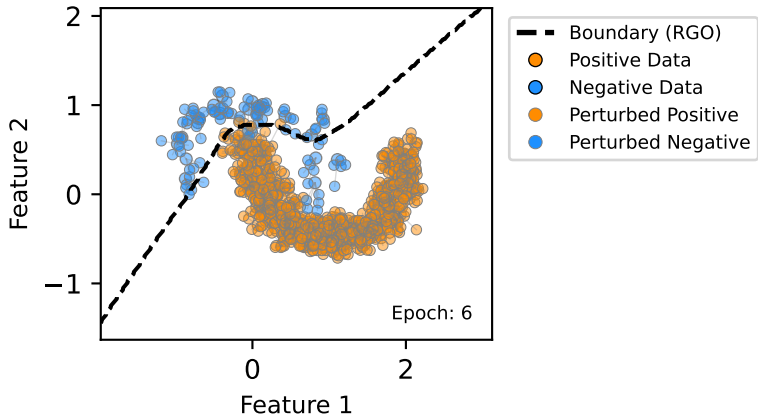 2
1
0
−1
Feature 2
0
2
Feature 1
Epoch: 6
Boundary (RGO)
Positive Data
Negative Data
Perturbed Positive
Perturbed Negative